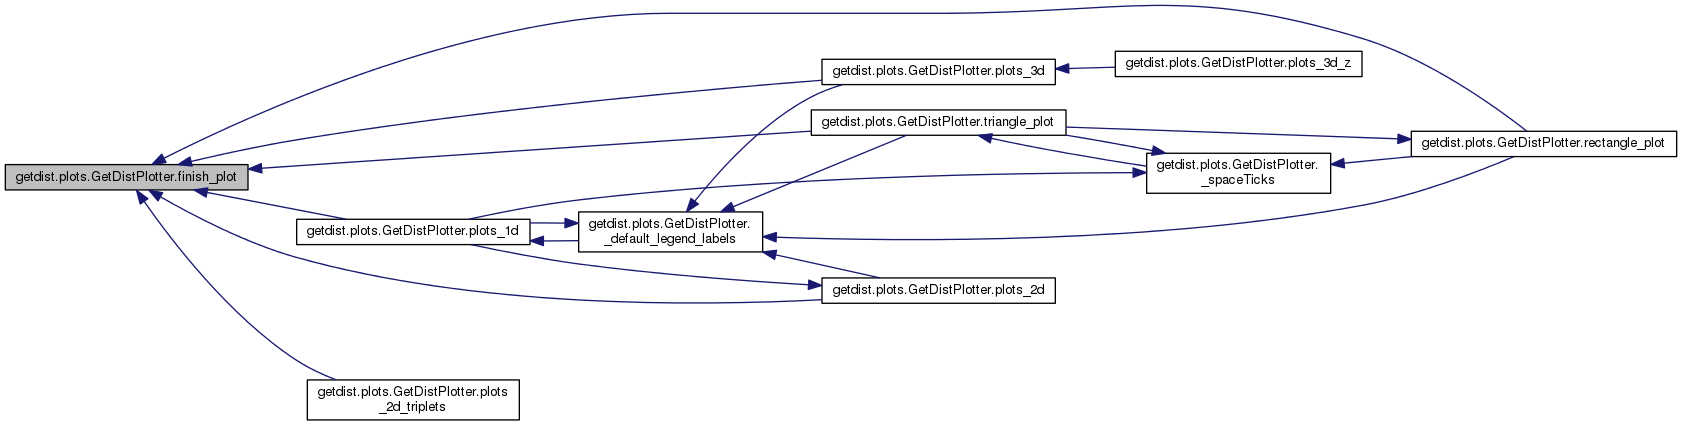 getdist.plots.GetDistPlotter.plots_3d_z
getdist.plots.GetDistPlotter.plots_3d
getdist.plots.GetDistPlotter.triangle_plot
getdist.plots.GetDistPlotter.rectangle_plot
getdist.plots.GetDistPlotter.
_spaceTicks
getdist.plots.GetDistPlotter.finish_plot
getdist.plots.GetDistPlotter.plots_1d
getdist.plots.GetDistPlotter.
_default_legend_labels
getdist.plots.GetDistPlotter.plots_2d
getdist.plots.GetDistPlotter.plots
_2d_triplets